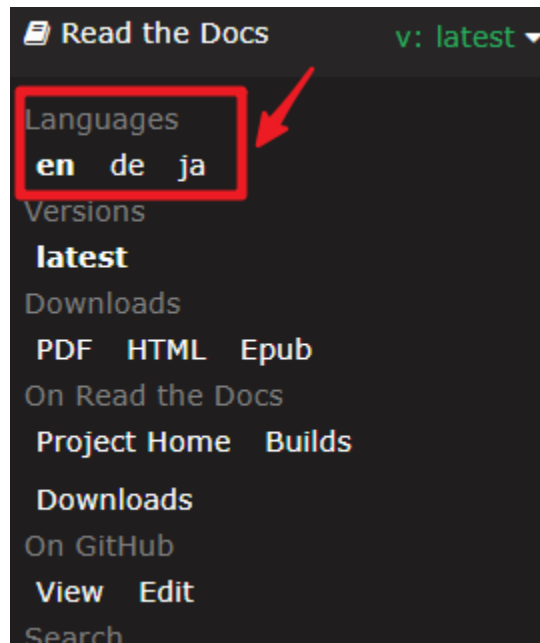 Read the Docs v: latest
Languages
en de ja
Versions
latest
Downloads
PDF HTML Epub
On Read the Docs
Project Home Builds
Downloads
On GitHub
View Edit
Search